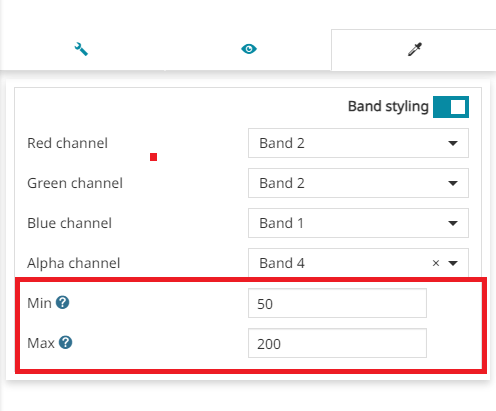 Band styling
Red channel Band 2
Green channel Band 2
Blue channel Band 1
Alpha channel Band 4 ×
Min ? 50
Max ? 200